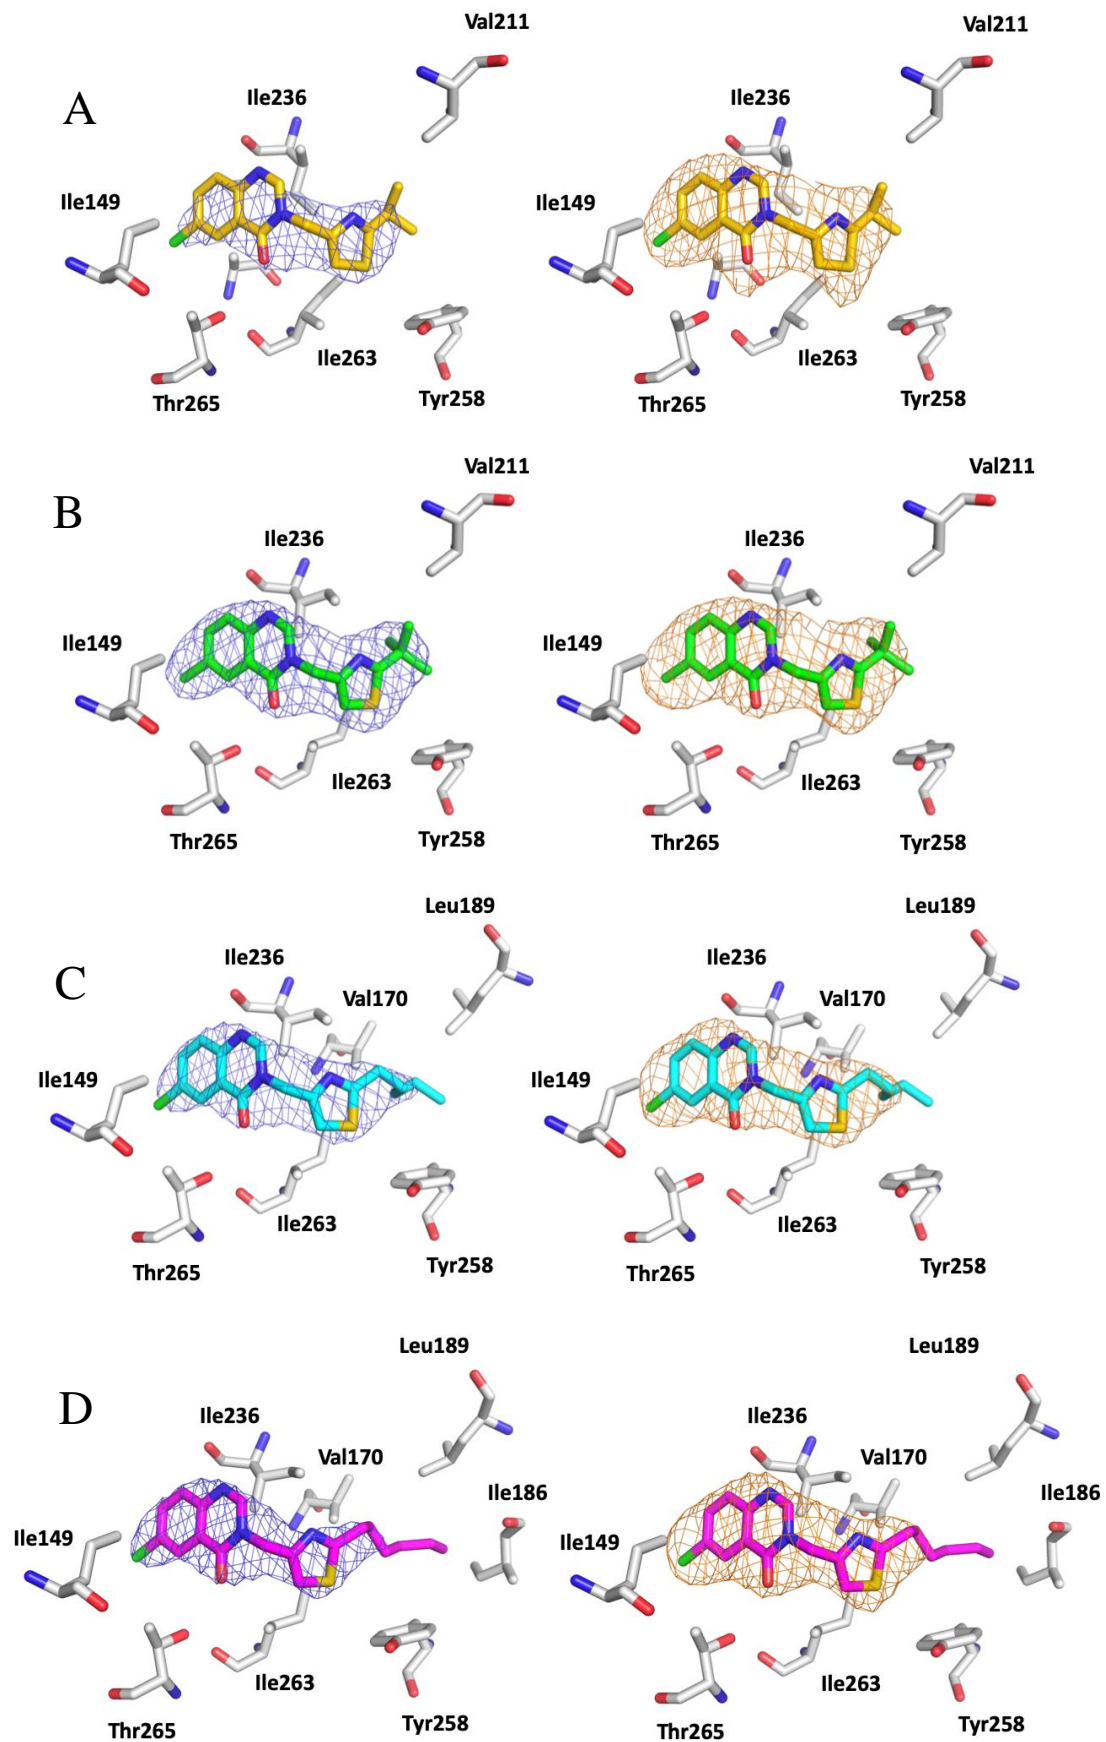 Val211 Val211
A Ile236 Ile236
Ile149 Ile149
Ile263 Ile263
Thr265 Tyr258 Thr265 Tyr258
Val211 Val211
B Ile236 Ile236
Ile149 Ile149
Ile263 Ile263
Thr265 Tyr258 Thr265 Tyr258
Leu189 Leu189
C Ile236 Ile236
Val170 Val170
Ile149 Ile149
Ile263 Ile263
Thr265 Tyr258 Thr265 Tyr258
Leu189 Leu189
D Ile236 Ile236
Val170 Val170
Ile186 Ile186
Ile149 Ile149
Ile263 Ile263
Thr265 Tyr258 Thr265 Tyr258